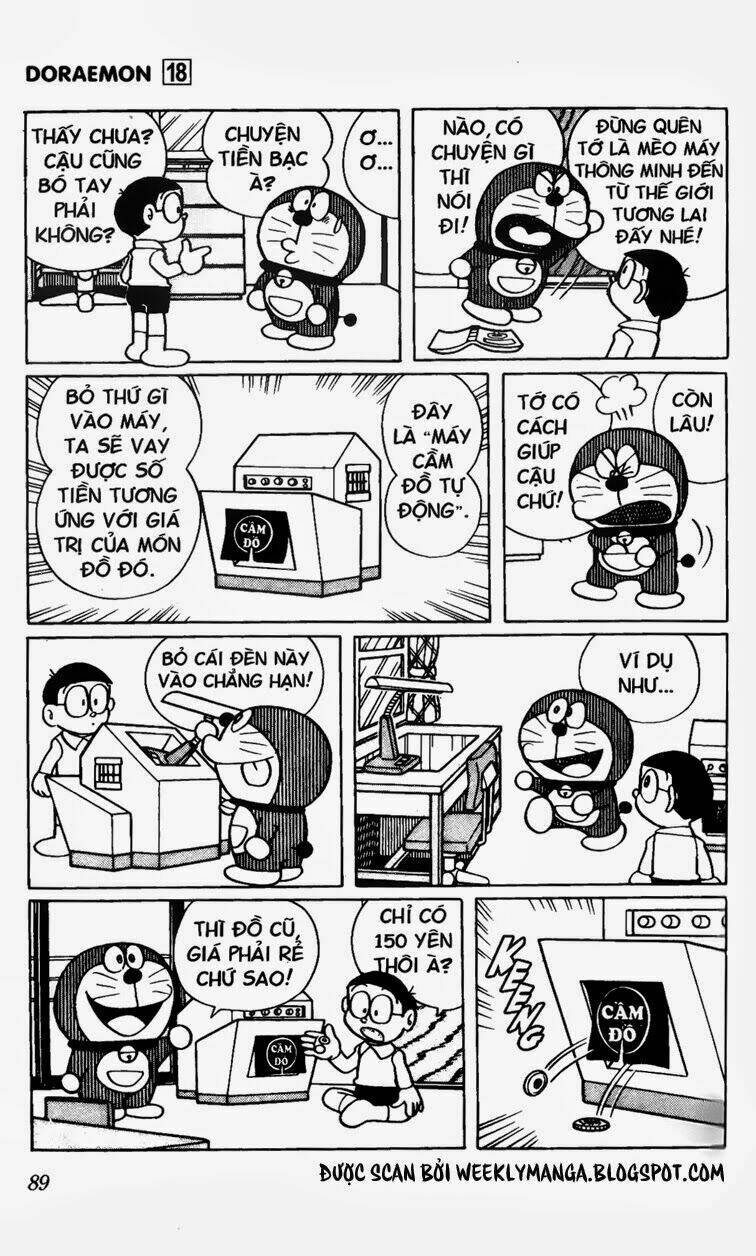 DORAEMON 18
ĐỪNG QUÊN
TỚ LÀ MÈO MÁY
THÔNG MINH ĐẾN
TỪ THẾ GIỚI
TƯƠNG LAI
ĐẤY NHÉ!
NÀO, CÓ
CHUYỆN GÌ
THÌ
NÓI
ĐI!
Ơ...
Ơ...
CHUYỆN
TIỀN BẠC
À?
THẤY CHƯA?
CẬU CŨNG
BÓ TAY
PHẢI
KHÔNG?
CÒN
LÂU!
TỚ CÓ
CÁCH
GIÚP
CẬU
CHỨ!
ĐÂY
LÀ “MÁY
CẦM
ĐỒ TỰ
ĐỘNG”.
BỎ THỨ GÌ
VÀO MÁY,
TA SẼ VAY
ĐƯỢC SỐ
TIỀN TƯƠNG
ỨNG VỚI GIÁ
TRỊ CỦA MÓN
ĐỒ ĐÓ.
CẦM
ĐỒ
VÍ DỤ
NHƯ...
BỎ CÁI ĐÈN NÀY
VÀO CHẲNG HẠN!
KEENG
CẦM
ĐỒ
CHỈ CÓ
150 YÊN
THÔI À?
THÌ ĐỒ CŨ,
GIÁ PHẢI RẺ
CHỨ SAO!
CẦM
ĐỒ
89
ĐƯỢC SCAN BỞI WEEKLYMANGA.BLOGSPOT.COM